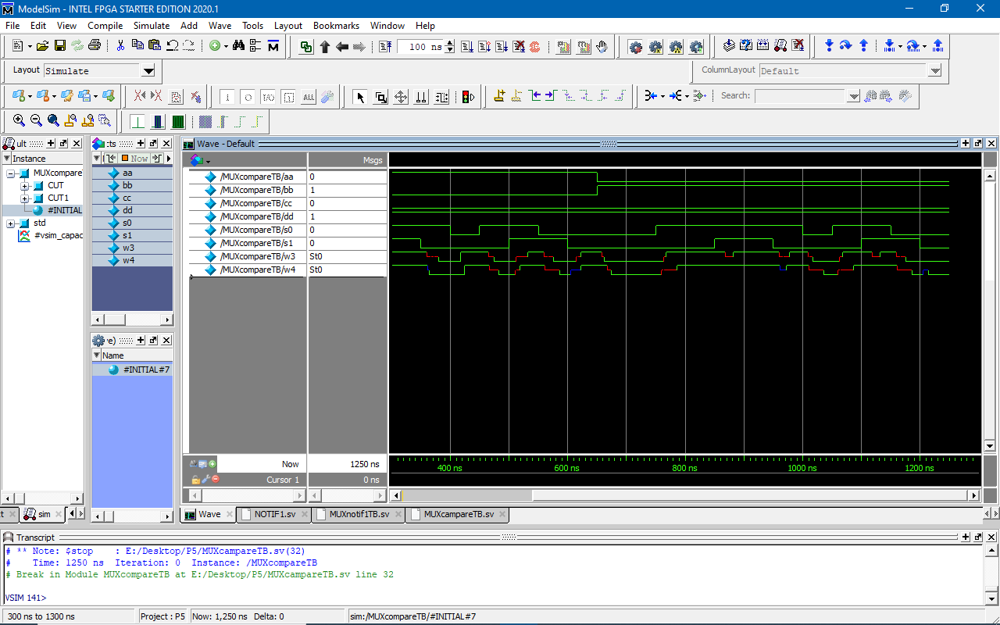 ModelSim - INTEL FPGA STARTER EDITION 2020.1
File Edit View Compile Simulate Add Wave Tools Layout Bookmarks Window Help
100 ns
Layout Simulate
ColumnLayout Default
Search:
ult
Instance
MUXcompare
CUT
CUT1
#INITIAL
std
#vsim_capac
sim
:ts
Now
aa
bb
cc
dd
s0
s1
w3
w4
'e)
Name
#INITIAL#7
Wave - Default
Msgs
/MUXcompareTB/aa 0
/MUXcompareTB/bb 1
/MUXcompareTB/cc 0
/MUXcompareTB/dd 1
/MUXcompareTB/s0 0
/MUXcompareTB/s1 0
/MUXcompareTB/w3 St0
/MUXcompareTB/w4 St0
Now 1250 ns
Cursor 1 0 ns
400 ns 600 ns 800 ns 1000 ns 1200 ns
Wave NOTIF1.sv MUXnotif1TB.sv MUXcampareTB.sv
Transcript
# ** Note: $stop : E:/Desktop/P5/MUXcampareTB.sv(32)
# Time: 1250 ns Iteration: 0 Instance: /MUXcompareTB
# Break in Module MUXcompareTB at E:/Desktop/P5/MUXcampareTB.sv line 32
VSIM 141>
300 ns to 1300 ns Project : P5 Now: 1,250 ns Delta: 0 sim:/MUXcompareTB/#INITIAL#7